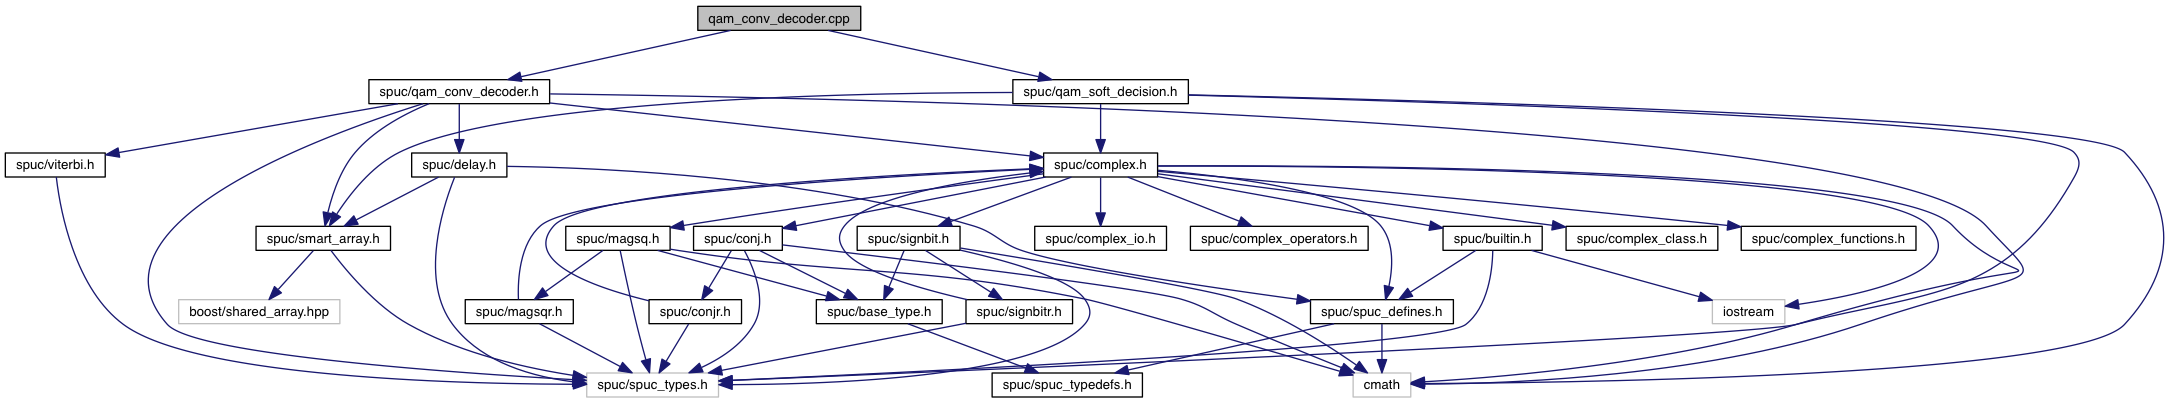 qam_conv_decoder.cpp
spuc/qam_conv_decoder.h
spuc/qam_soft_decision.h
spuc/viterbi.h
spuc/delay.h
spuc/complex.h
spuc/smart_array.h
spuc/magsq.h
spuc/conj.h
spuc/signbit.h
spuc/complex_io.h
spuc/complex_operators.h
spuc/builtin.h
spuc/complex_class.h
spuc/complex_functions.h
boost/shared_array.hpp
spuc/magsqr.h
spuc/conjr.h
spuc/base_type.h
spuc/signbitr.h
spuc/spuc_defines.h
iostream
spuc/spuc_types.h
spuc/spuc_typedefs.h
cmath